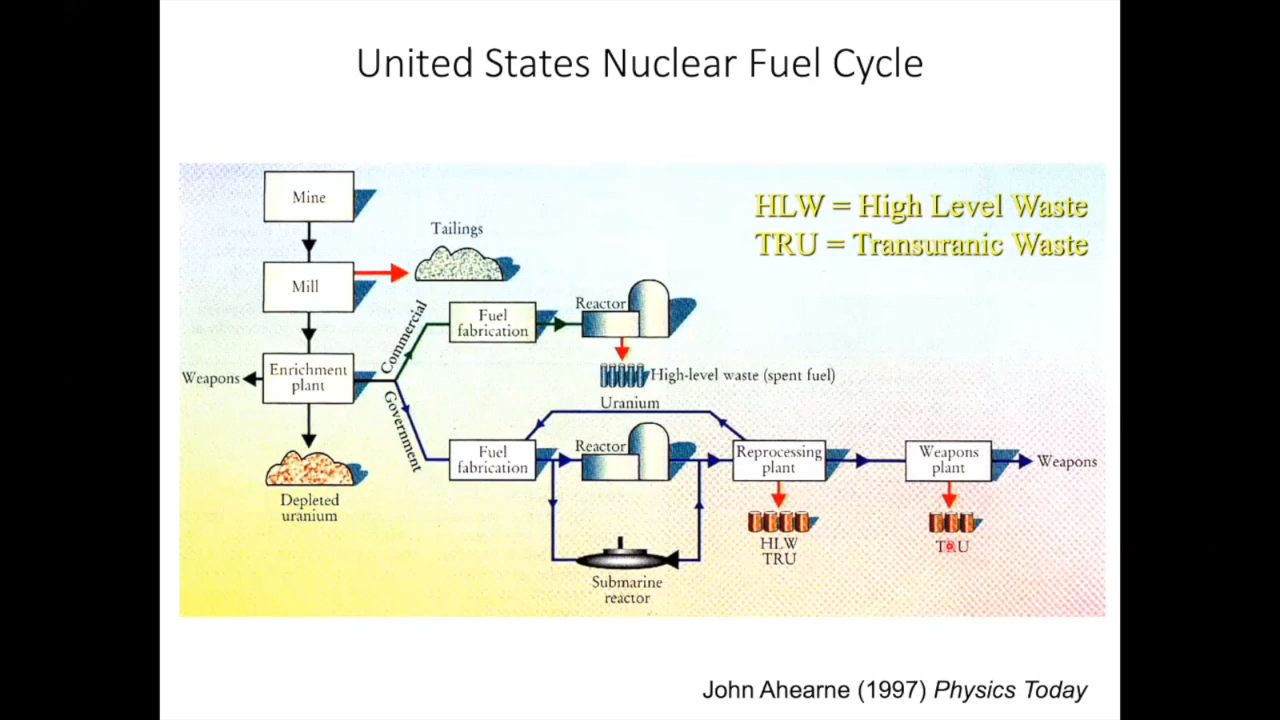 United States Nuclear Fuel Cycle
HLW = High Level Waste
TRU = Transuranic Waste
Mine
Tailings
Mill
Commercial
Fuel
fabrication
Reactor
High-level waste (spent fuel)
Weapons
Enrichment
plant
Government
Uranium
Fuel
fabrication
Reactor
Reprocessing
plant
Weapons
plant
Weapons
Depleted
uranium
HLW
TRU
TRU
Submarine
reactor
John Ahearne (1997) Physics Today